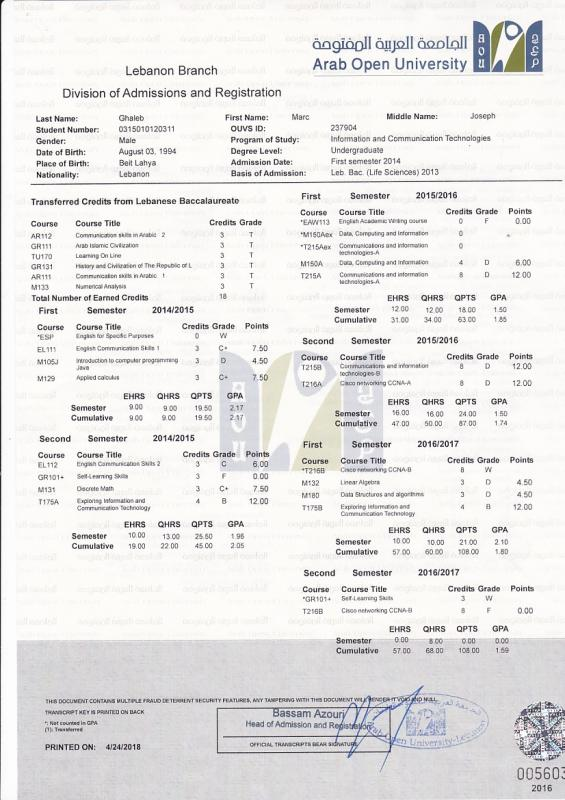 الجامعة العربية المفتوحة
Arab Open University
Lebanon Branch
Division of Admissions and Registration
Last Name: Ghaleb First Name: Marc Middle Name: Joseph
Student Number: 0315010120311 OUVS ID: 237904
Gender: Male Program of Study: Information and Communication Technologies
Date of Birth: August 03, 1994 Degree Level: Undergraduate
Place of Birth: Beit Lahya Admission Date: First semester 2014
Nationality: Lebanon Basis of Admission: Leb. Bac. (Life Sciences) 2013
Transferred Credits from Lebanese Baccalaureate
Course Course Title Credits Grade
AR112 Communication skills in Arabic 2 3 T
GR111 Arab Islamic Civilization 3 T
TU170 Learning On Line 3 T
GR131 History and Civilization of The Republic of L 3 T
AR111 Communication skills in Arabic 1 3 T
M133 Numerical Analysis 3 T
Total Number of Earned Credits 18
First Semester 2014/2015
Course Course Title Credits Grade Points
*ESP English for Specific Purposes 0 W
EL111 English Communication Skills 1 3 C+ 7.50
M105J Introduction to computer programming 3 D 4.50
Java
M129 Applied calculus 3 C+ 7.50
EHRS QHRS QPTS GPA
Semester 9.00 9.00 19.50 2.17
Cumulative 9.00 9.00 19.50 2.17
Second Semester 2014/2015
Course Course Title Credits Grade Points
EL112 English Communication Skills 2 3 C 6.00
GR101+ Self-Learning Skills 3 F 0.00
M131 Discrete Math 3 C+ 7.50
T175A Exploring Information and 4 B 12.00
Communication Technology
EHRS QHRS QPTS GPA
Semester 10.00 13.00 25.50 1.96
Cumulative 19.00 22.00 45.00 2.05
First Semester 2015/2016
Course Course Title Credits Grade Points
*EAW113 English Academic Writing course 0 F 0.00
*M150Aex Data, Computing and Information 0
*T215Aex Communications and information 0
technologies-A
M150A Data, Computing and Information 4 D 6.00
T215A Communications and information 8 D 12.00
technologies-A
EHRS QHRS QPTS GPA
Semester 12.00 12.00 18.00 1.50
Cumulative 31.00 34.00 63.00 1.85
Second Semester 2015/2016
Course Course Title Credits Grade Points
T215B Communications and information 8 D 12.00
technologies-B
T216A Cisco networking CCNA-A 8 D 12.00
EHRS QHRS QPTS GPA
Semester 16.00 16.00 24.00 1.50
Cumulative 47.00 50.00 87.00 1.74
First Semester 2016/2017
Course Course Title Credits Grade Points
*T216B Cisco networking CCNA-B 8 W
M132 Linear Algebra 3 D 4.50
M180 Data Structures and algorithms 3 D 4.50
T175B Exploring Information and 4 B 12.00
Communication Technology
EHRS QHRS QPTS GPA
Semester 10.00 10.00 21.00 2.10
Cumulative 57.00 60.00 108.00 1.80
Second Semester 2016/2017
Course Course Title Credits Grade Points
*GR101+ Self-Learning Skills 3 W
T216B Cisco networking CCNA-B 8 F 0.00
EHRS QHRS QPTS GPA
Semester 0.00 8.00 0.00 0.00
Cumulative 57.00 68.00 108.00 1.59
THIS DOCUMENT CONTAINS MULTIPLE FRAUD DETERRENT SECURITY FEATURES, ANY TAMPERING WITH THIS DOCUMENT WILL RENDER IT VOID AND NULL.
TRANSCRIPT KEY IS PRINTED ON BACK
*: Not counted in GPA
(1): Transferred
PRINTED ON: 4/24/2018
Bassam Azouri
Head of Admission and Registration
OFFICIAL TRANSCRIPTS BEAR SIGNATURE
Arab Open University-Lebanon
005603
2016